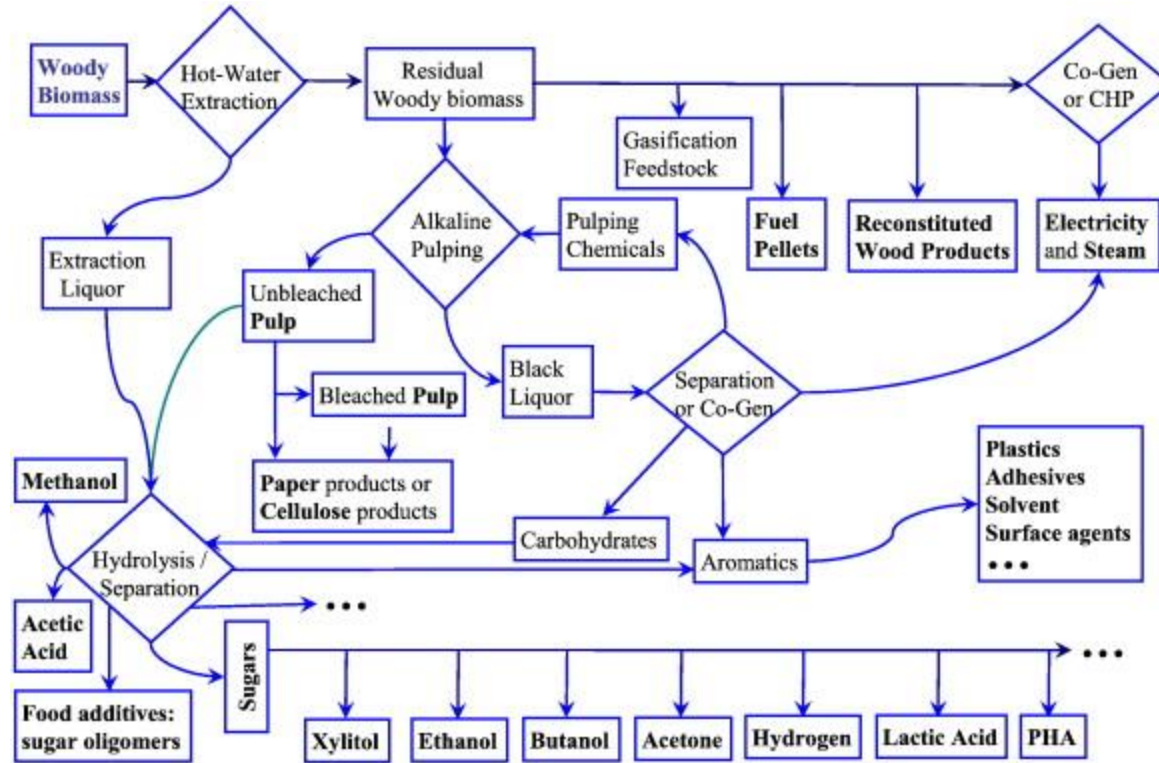 Woody
Biomass
Hot-Water
Extraction
Residual
Woody biomass
Co-Gen
or CHP
Gasification
Feedstock
Alkaline
Pulping
Pulping
Chemicals
Fuel
Pellets
Reconstituted
Wood Products
Electricity
and Steam
Extraction
Liquor
Unbleached
Pulp
Black
Liquor
Separation
or Co-Gen
Bleached Pulp
Plastics
Adhesives
Solvent
Surface agents
•••
Methanol
Paper products or
Cellulose products
Carbohydrates
Aromatics
Hydrolysis /
Separation
•••
Acetic
Acid
Sugars
•••
Food additives:
sugar oligomers
Xylitol
Ethanol
Butanol
Acetone
Hydrogen
Lactic Acid
PHA